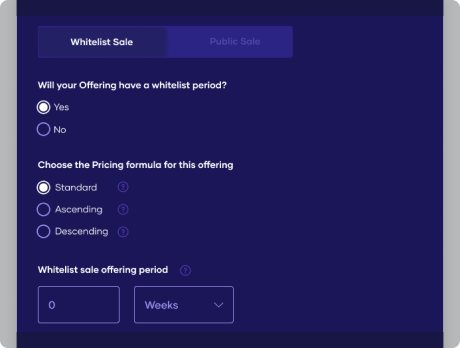 Whitelist Sale
Public Sale
Will your Offering have a whitelist period?
Yes
No
Choose the Pricing formula for this offering
Standard ?
Ascending ?
Descending ?
Whitelist sale offering period ?
0
Weeks